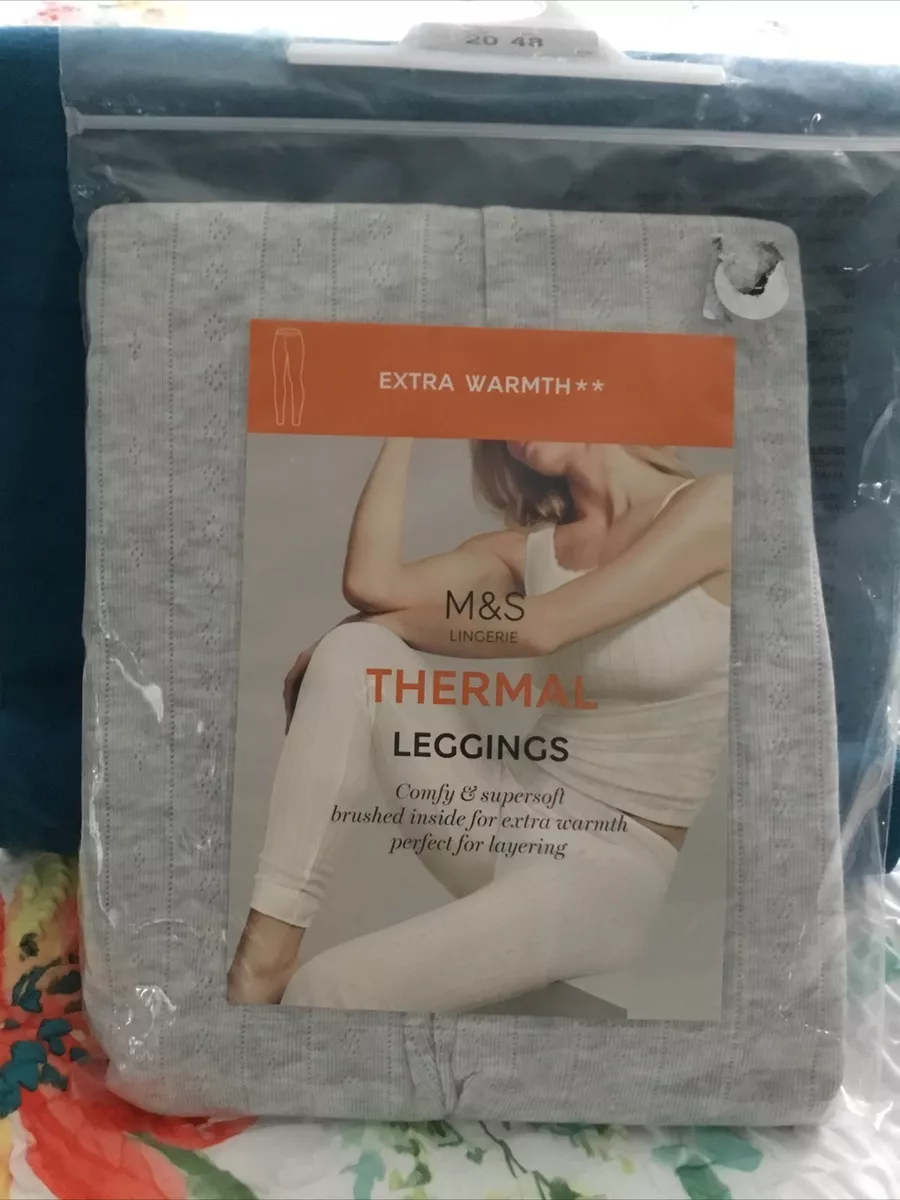 20 48
EXTRA WARMTH**
M&S
LINGERIE
THERMAL
LEGGINGS
Comfy & supersoft
brushed inside for extra warmth
perfect for layering